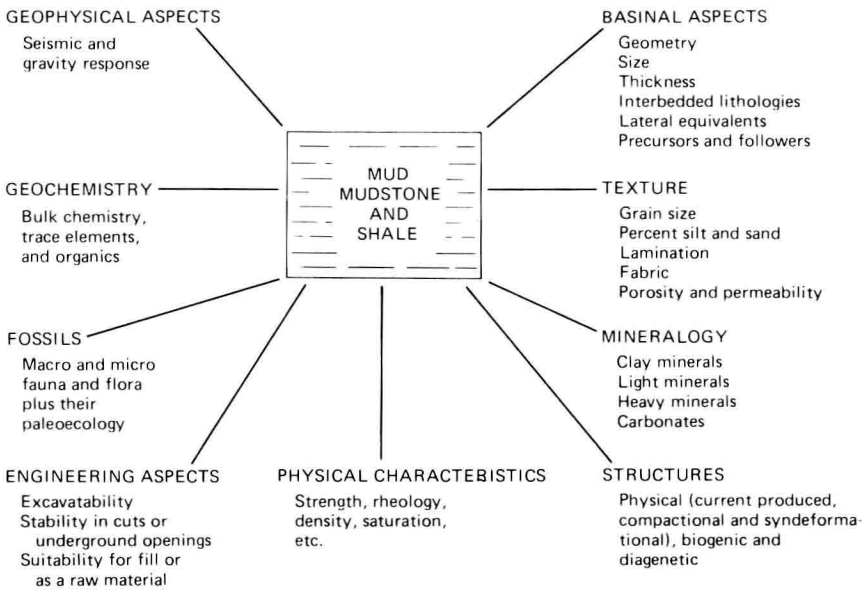 GEOPHYSICAL ASPECTS
Seismic and
gravity response
BASINAL ASPECTS
Geometry
Size
Thickness
Interbedded lithologies
Lateral equivalents
Precursors and followers
MUD
MUDSTONE
AND
SHALE
GEOCHEMISTRY
Bulk chemistry,
trace elements,
and organics
TEXTURE
Grain size
Percent silt and sand
Lamination
Fabric
Porosity and permeability
FOSSILS
Macro and micro
fauna and flora
plus their
paleoecology
MINERALOGY
Clay minerals
Light minerals
Heavy minerals
Carbonates
ENGINEERING ASPECTS
Excavatability
Stability in cuts or
underground openings
Suitability for fill or
as a raw material
PHYSICAL CHARACTERISTICS
Strength, rheology,
density, saturation,
etc.
STRUCTURES
Physical (current produced,
compactional and syndeforma-
tional), biogenic and
diagenetic